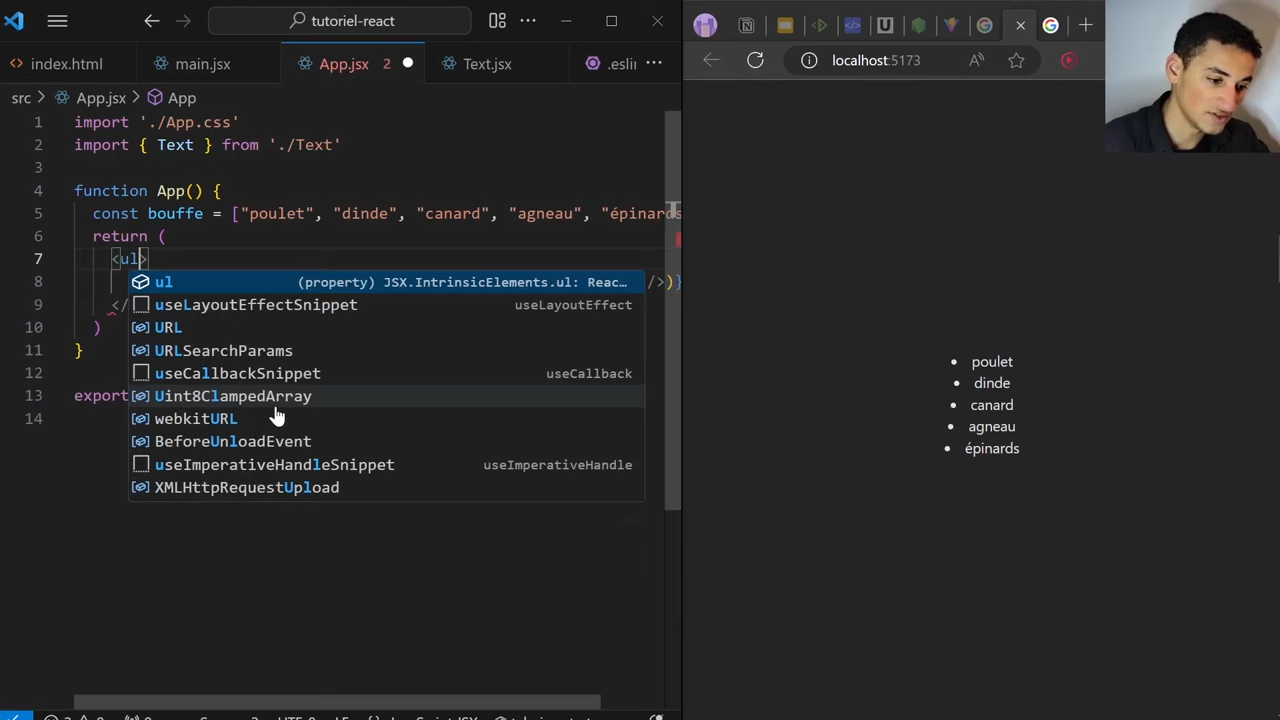 tutoriel-react
localhost:5173
index.html
main.jsx
App.jsx 2
Text.jsx
.eslin
src > App.jsx > App
1 import './App.css'
2 import { Text } from './Text'
3
4 function App() {
5 const bouffe = ["poulet", "dinde", "canard", "agneau", "épinards
6 return (
7 <ul>
8 />)}
9 </
10 )
11 }
12
13 export
14
ul (property) JSX.IntrinsicElements.ul: Reac…
useLayoutEffectSnippet useLayoutEffect
URL
URLSearchParams
useCallbackSnippet useCallback
Uint8ClampedArray
webkitURL
BeforeUnloadEvent
useImperativeHandleSnippet useImperativeHandle
XMLHttpRequestUpload
• poulet
• dinde
• canard
• agneau
• épinards